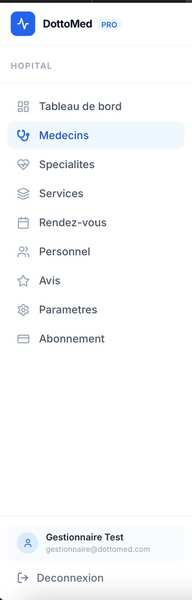 DottoMed PRO
HOPITAL
Tableau de bord
Medecins
Specialites
Services
Rendez-vous
Personnel
Avis
Parametres
Abonnement
Gestionnaire Test
gestionnaire@dottomed.com
Deconnexion